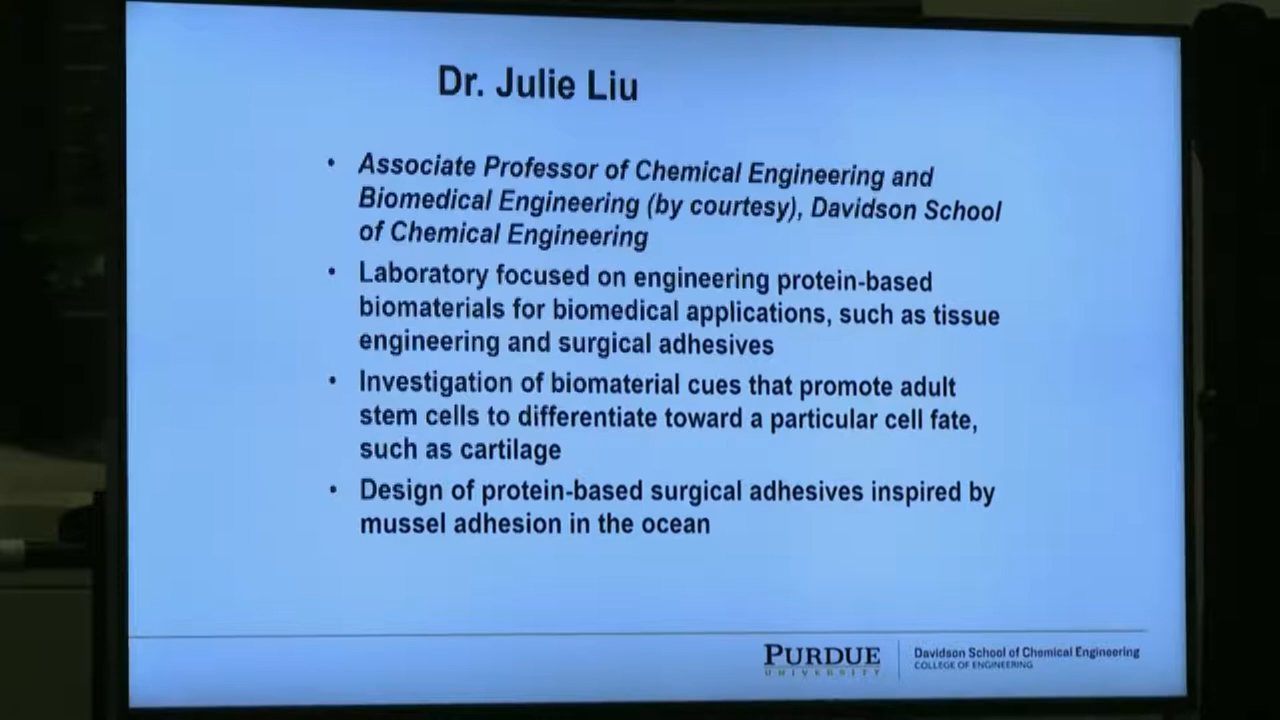 Dr. Julie Liu
• Associate Professor of Chemical Engineering and
Biomedical Engineering (by courtesy), Davidson School
of Chemical Engineering
• Laboratory focused on engineering protein-based
biomaterials for biomedical applications, such as tissue
engineering and surgical adhesives
• Investigation of biomaterial cues that promote adult
stem cells to differentiate toward a particular cell fate,
such as cartilage
• Design of protein-based surgical adhesives inspired by
mussel adhesion in the ocean
PURDUE
UNIVERSITY
Davidson School of Chemical Engineering
COLLEGE OF ENGINEERING